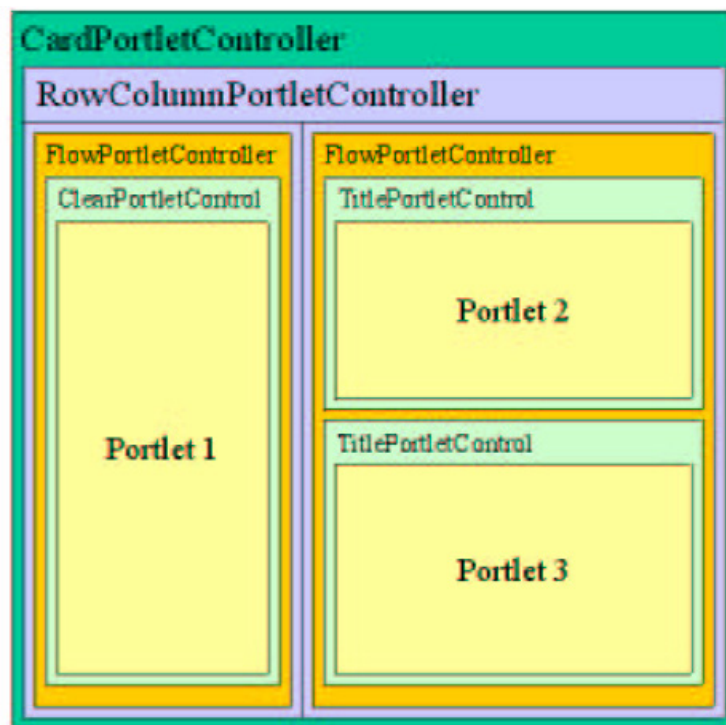 CardPortletController
RowColumnPortletController
FlowPortletController
ClearPortletControl
Portlet 1
FlowPortletController
TitlePortletControl
Portlet 2
TitlePortletControl
Portlet 3